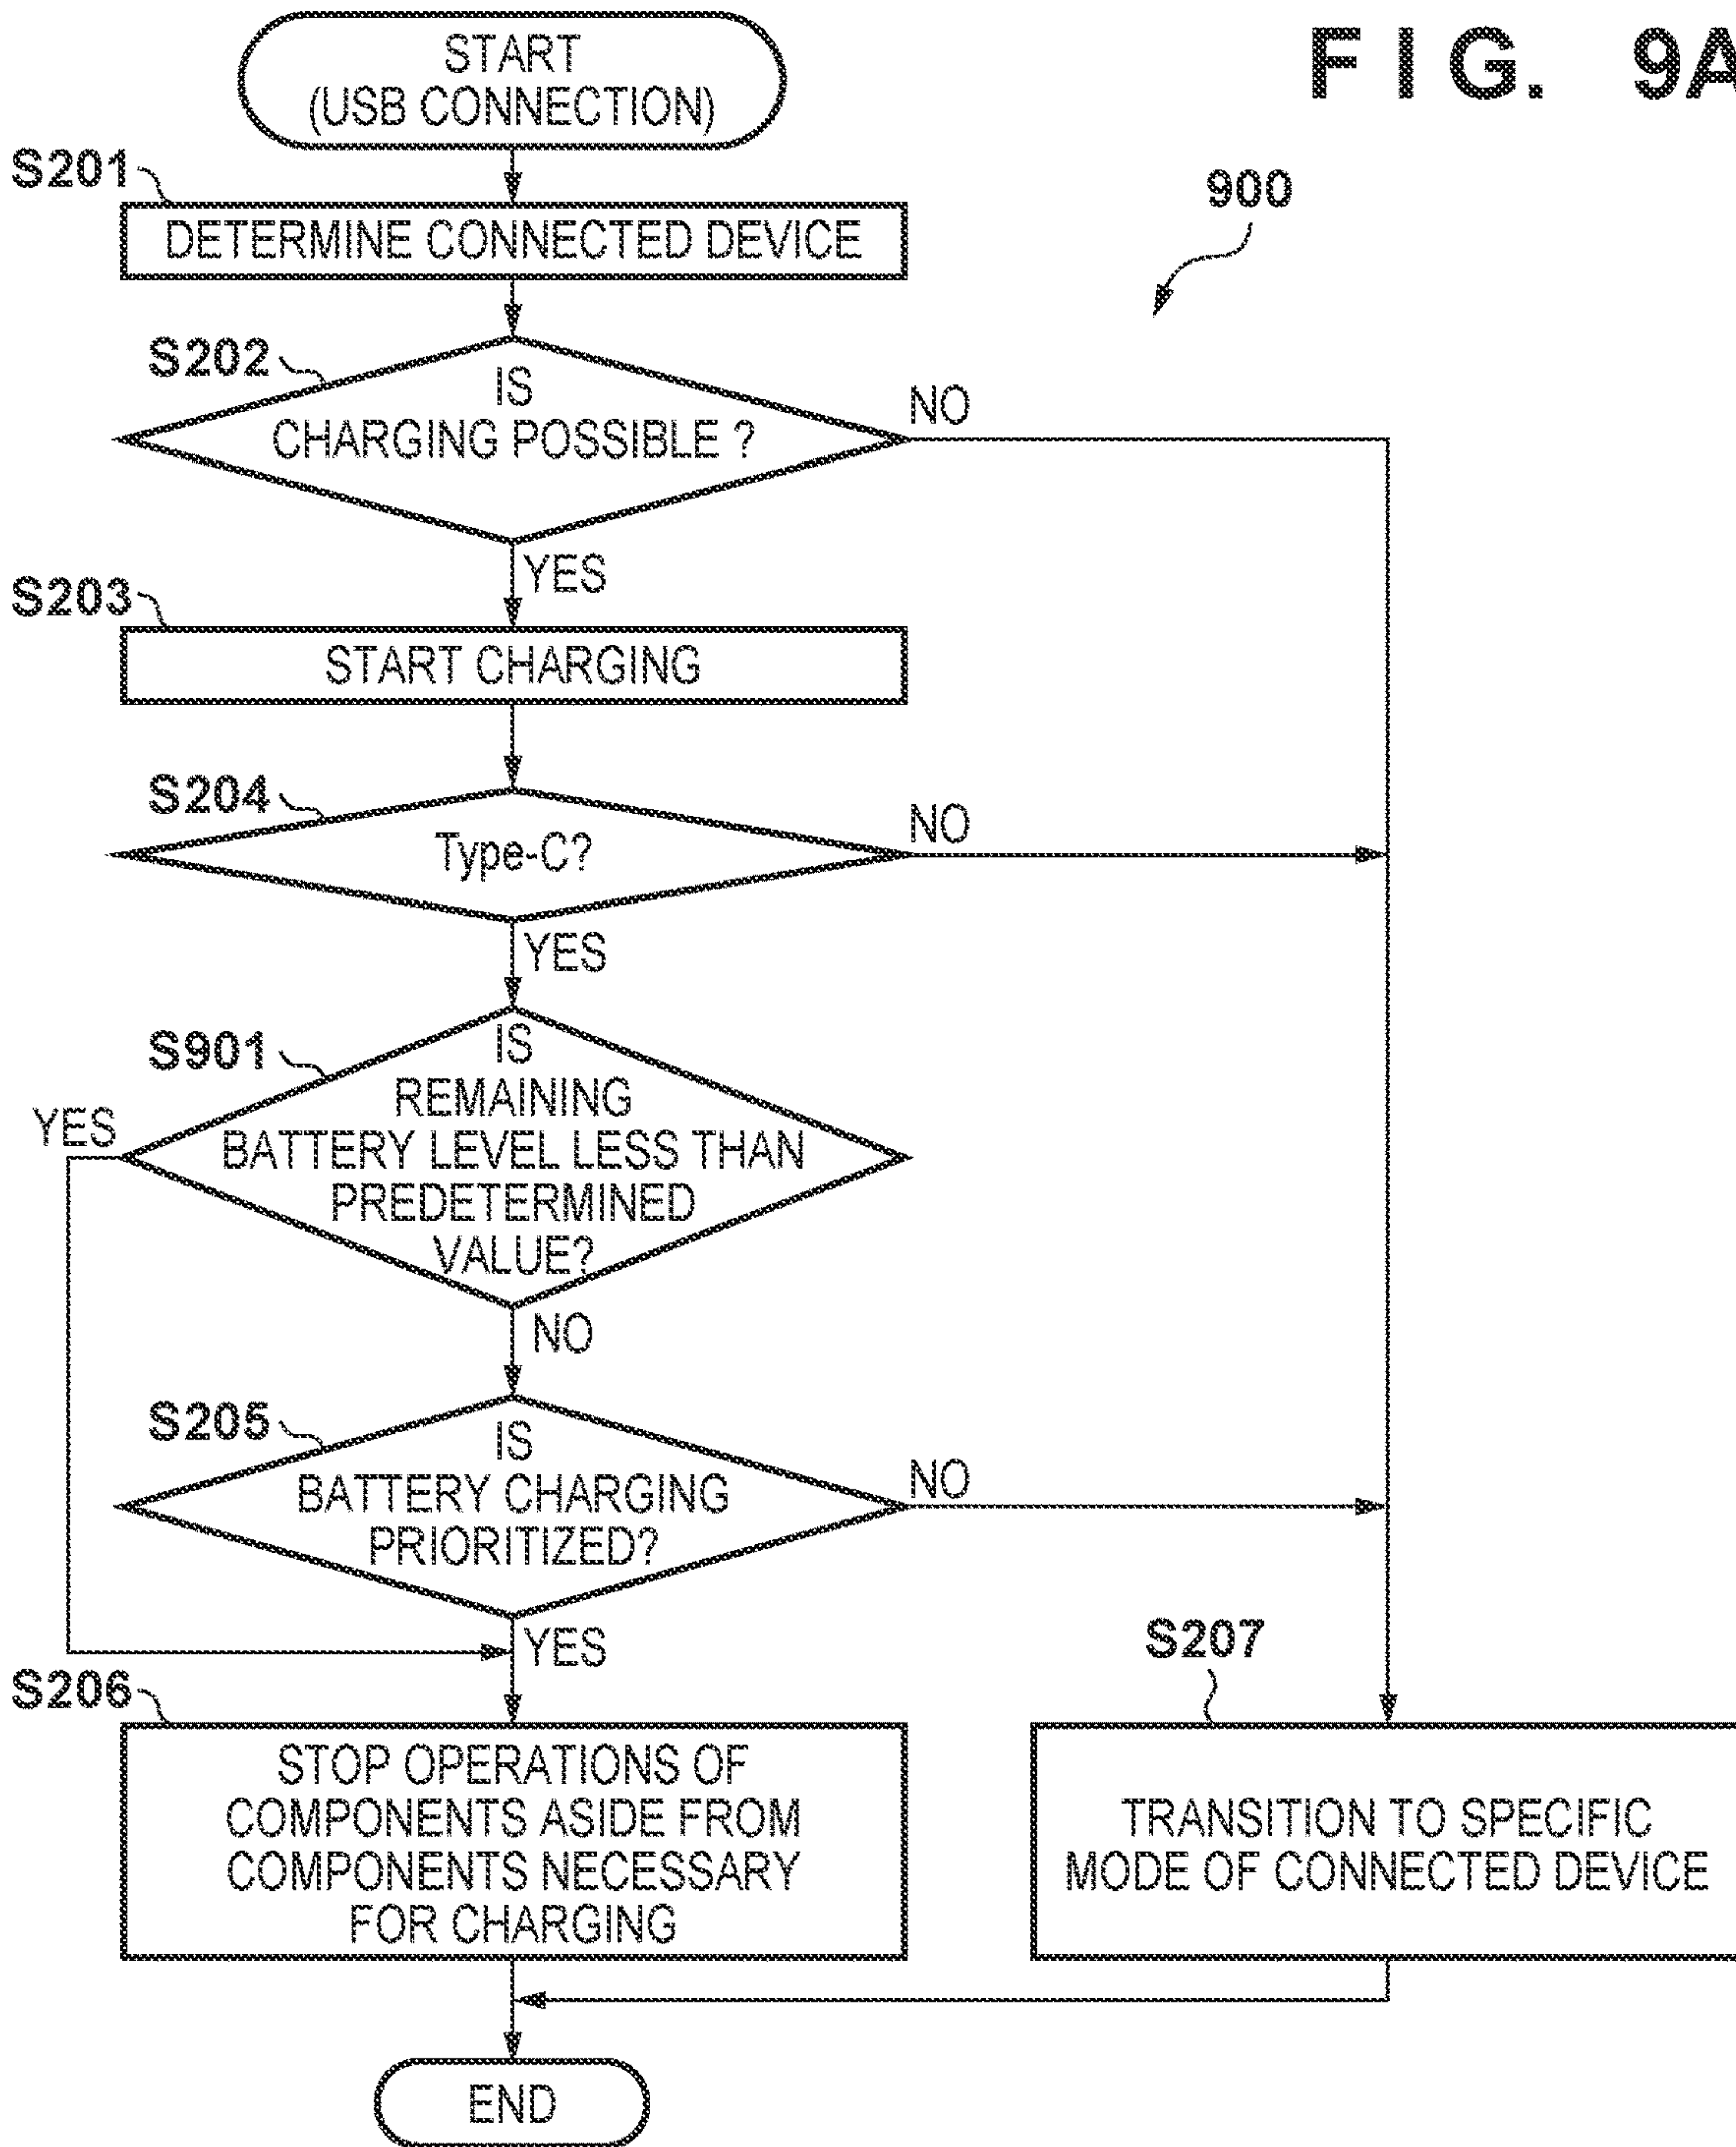 FIG. 9A
START
(USB CONNECTION)
S201
DETERMINE CONNECTED DEVICE
900
S202
IS
CHARGING POSSIBLE ?
NO
YES
S203
START CHARGING
S204
Type-C?
NO
YES
S901
IS
REMAINING
BATTERY LEVEL LESS THAN
PREDETERMINED
VALUE?
YES
NO
S205
IS
BATTERY CHARGING
PRIORITIZED?
NO
YES
S206
STOP OPERATIONS OF
COMPONENTS ASIDE FROM
COMPONENTS NECESSARY
FOR CHARGING
S207
TRANSITION TO SPECIFIC
MODE OF CONNECTED DEVICE
END